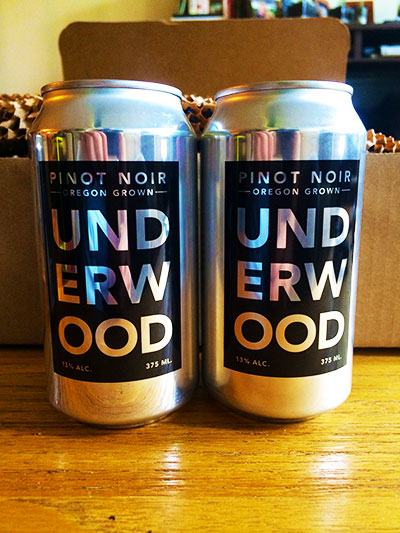 PINOT NOIR
OREGON GROWN
UND
ERW
OOD
13% ALC. 375 ML.
PINOT NOIR
OREGON GROWN
UND
ERW
OOD
13% ALC. 375 ML.